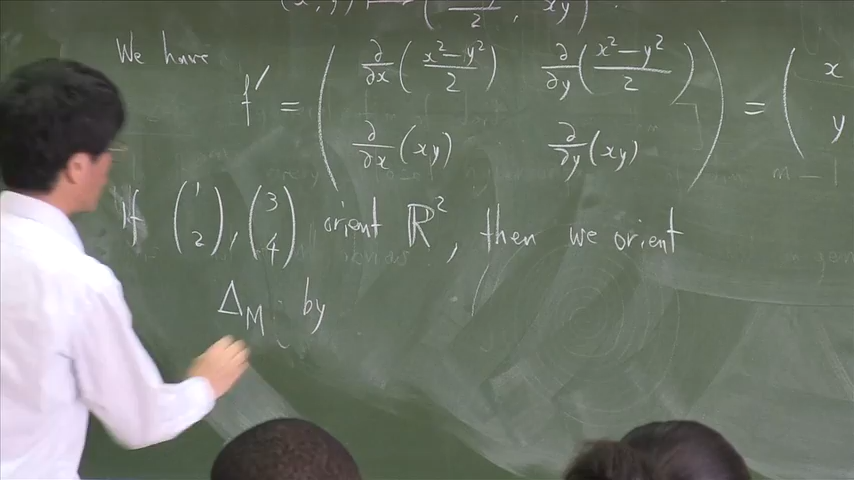 (x, y) ⟼ ( /2 , xy ) .
We have
f′ = ( ∂/∂x ( (x²−y²)/2 )  ∂/∂y ( (x²−y²)/2 ) ) = ( x
∂/∂x (xy)  ∂/∂y (xy) y
If (1 2), (3 4) orient ℝ², then we orient
Δ_M by